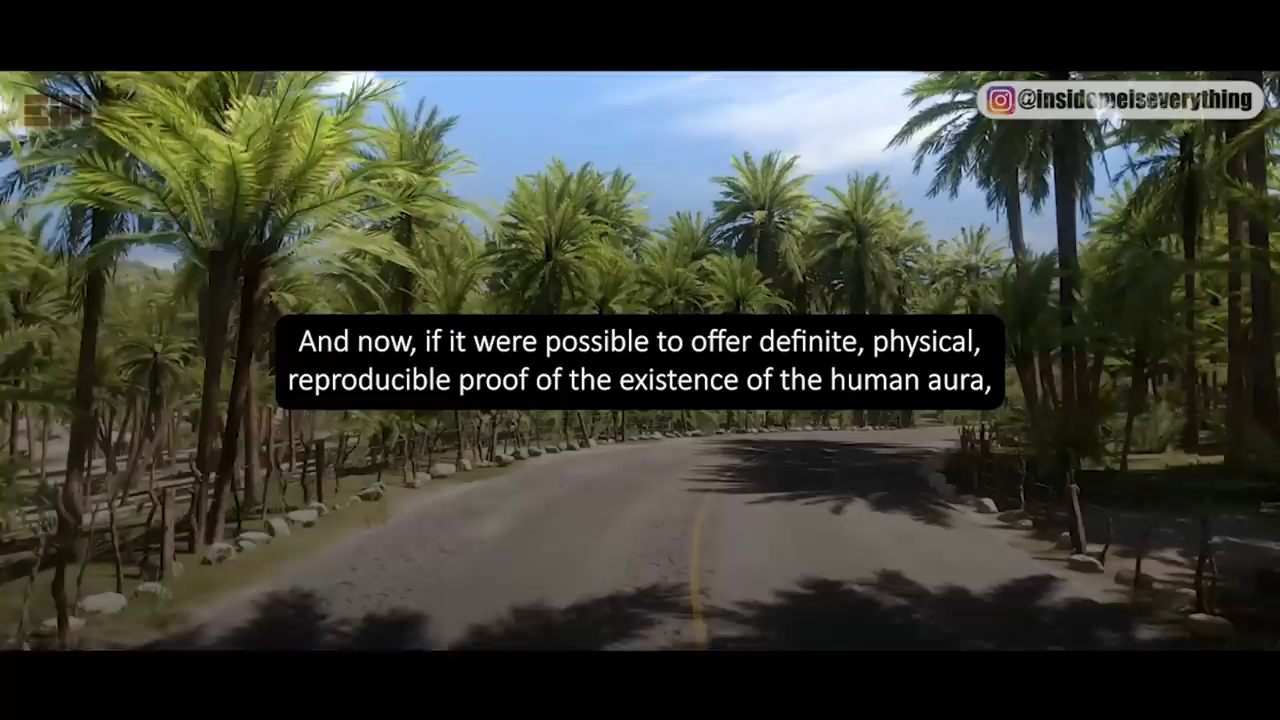 @insidemeiseverything
And now, if it were possible to offer definite, physical,
reproducible proof of the existence of the human aura,